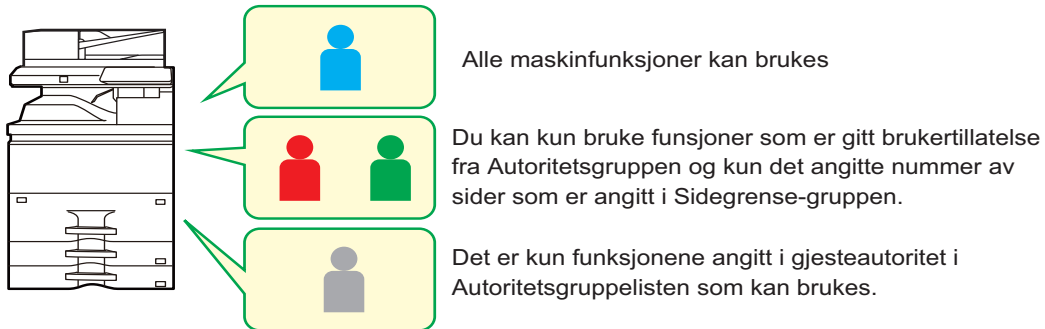 Alle maskinfunksjoner kan brukes
Du kan kun bruke funsjoner som er gitt brukertillatelse
fra Autoritetsgruppen og kun det angitte nummer av
sider som er angitt i Sidegrense-gruppen.
Det er kun funksjonene angitt i gjesteautoritet i
Autoritetsgruppelisten som kan brukes.